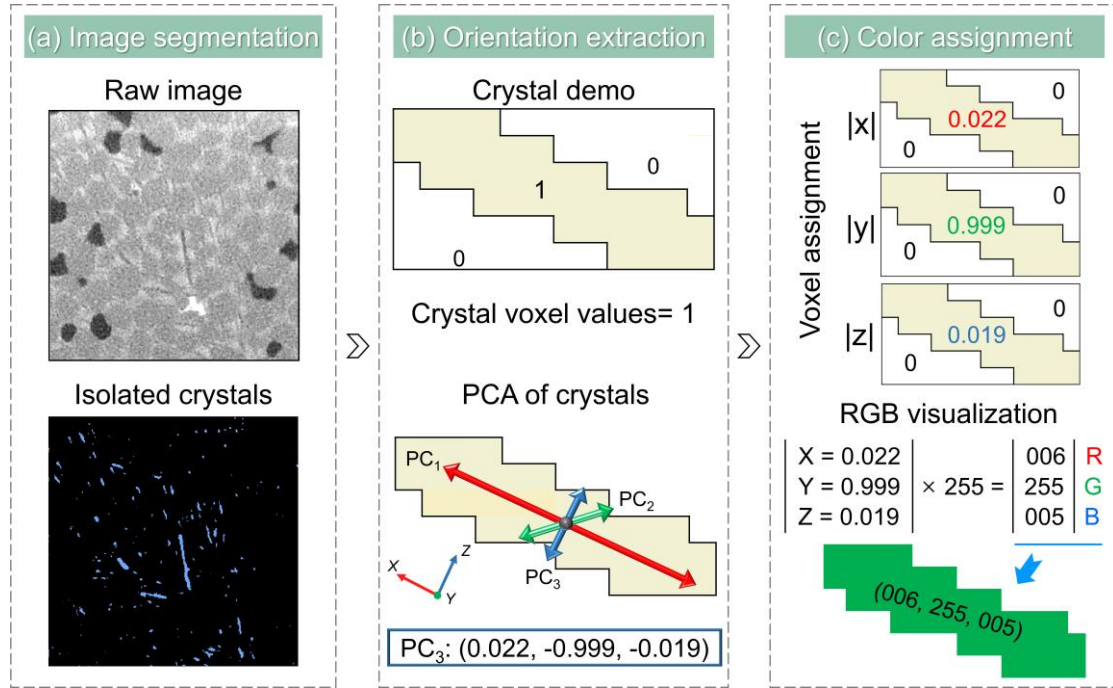 (a) Image segmentation
Raw image
Isolated crystals
(b) Orientation extraction
Crystal demo
0
1
0
Crystal voxel values= 1
PCA of crystals
PC1
PC2
PC3
X
Z
Y
PC3: (0.022, -0.999, -0.019)
(c) Color assignment
Voxel assignment
|x|
0
0.022
0
|y|
0
0.999
0
|z|
0
0.019
0
RGB visualization
X = 0.022 006 R
Y = 0.999 × 255 = 255 G
Z = 0.019 005 B
(006, 255, 005)